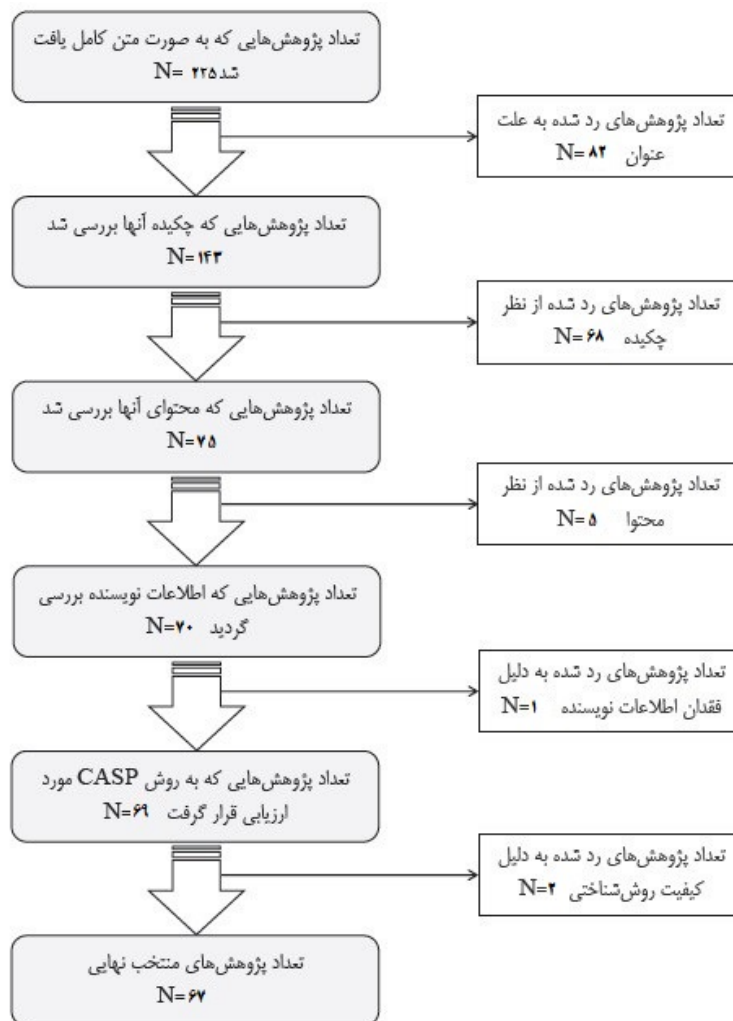 تعداد پژوهش‌هایی که به صورت متن کامل یافت
شد N= ۲۲۵
تعداد پژوهش‌های رد شده به علت
عنوان N=۸۲
تعداد پژوهش‌هایی که چکیده آنها بررسی شد
N=۱۴۳
تعداد پژوهش‌های رد شده از نظر
چکیده N=۶۸
تعداد پژوهش‌هایی که محتوای آنها بررسی شد
N=۷۵
تعداد پژوهش‌های رد شده از نظر
محتوا N=۵
تعداد پژوهش‌هایی که اطلاعات نویسنده بررسی
گردید N=۷۰
تعداد پژوهش‌های رد شده به دلیل
فقدان اطلاعات نویسنده N=۱
تعداد پژوهش‌هایی که به روش CASP مورد
ارزیابی قرار گرفت N=۶۹
تعداد پژوهش‌های رد شده به دلیل
کیفیت روش‌شناختی N=۲
تعداد پژوهش‌های منتخب نهایی
N=۶۷